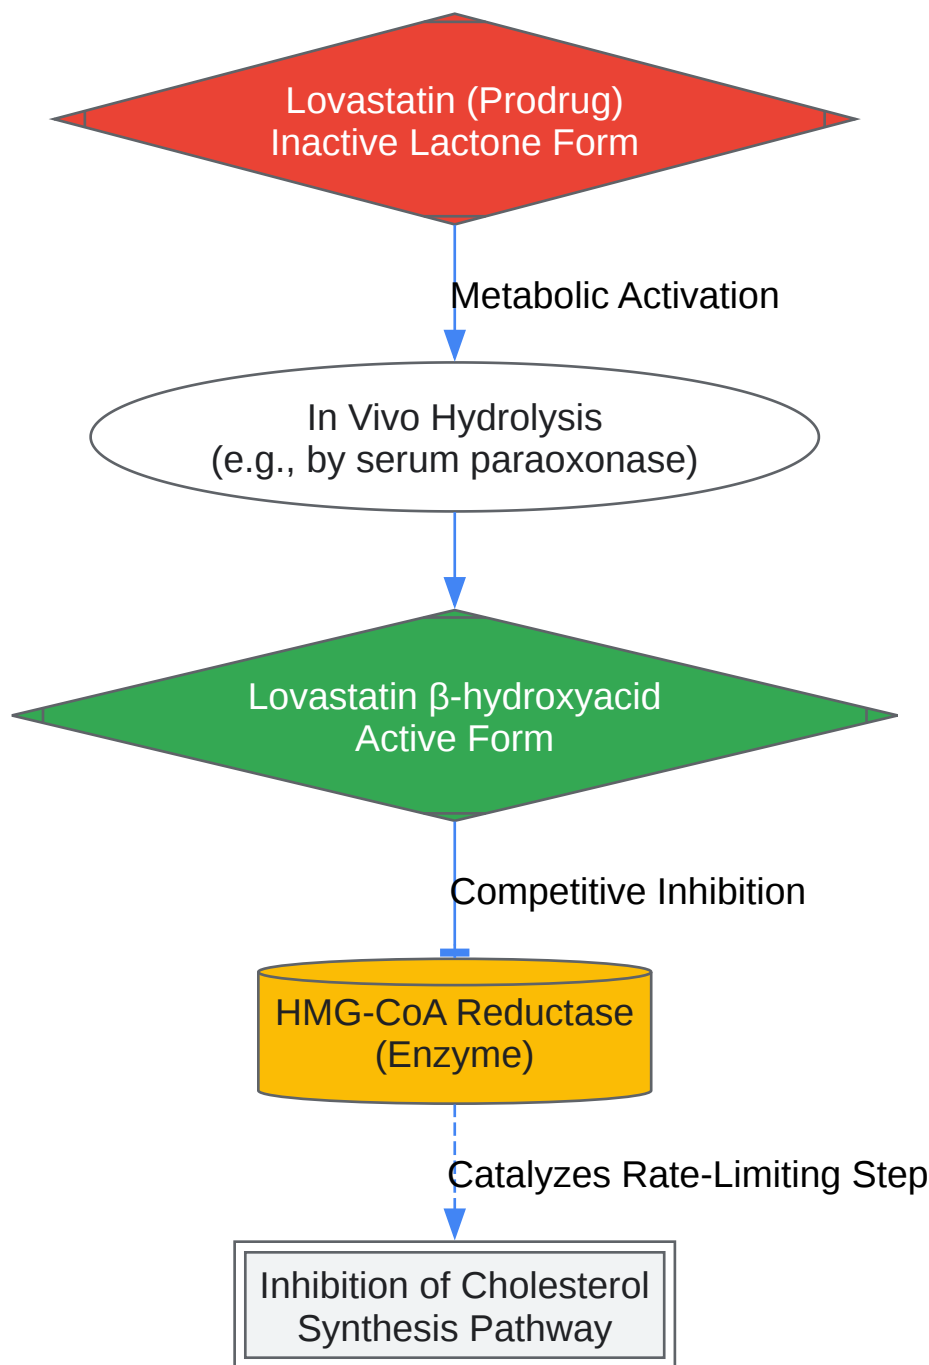 Lovastatin (Prodrug)
Inactive Lactone Form
Metabolic Activation
In Vivo Hydrolysis
(e.g., by serum paraoxonase)
Lovastatin β-hydroxyacid
Active Form
Competitive Inhibition
HMG-CoA Reductase
(Enzyme)
Catalyzes Rate-Limiting Step
Inhibition of Cholesterol
Synthesis Pathway